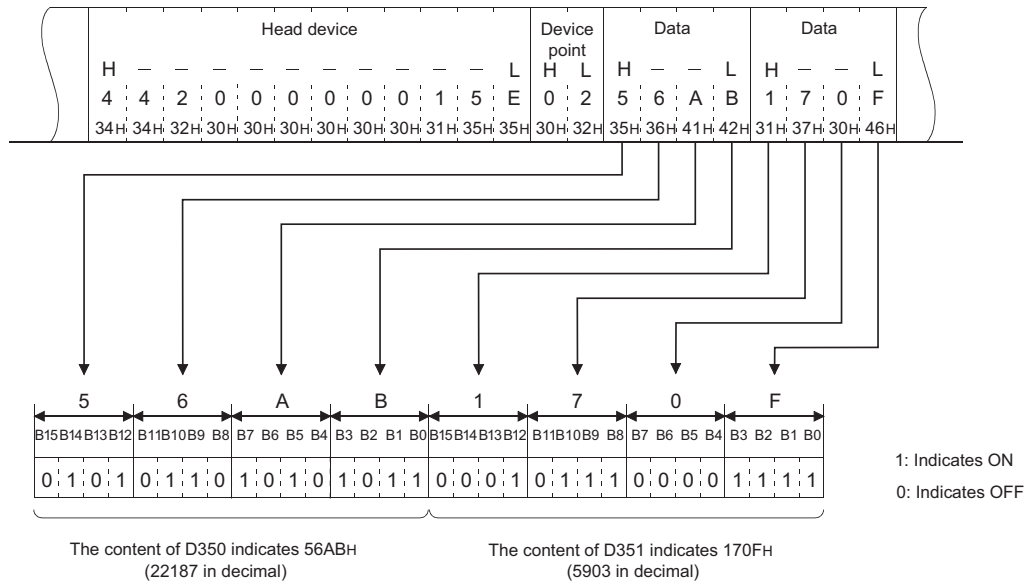 Head device Device point Data Data
H – – – – – – – – – – L H L H – – L H – – L
4 4 2 0 0 0 0 0 0 1 5 E 0 2 5 6 A B 1 7 0 F
34H 34H 32H 30H 30H 30H 30H 30H 30H 31H 35H 35H 30H 32H 35H 36H 41H 42H 31H 37H 30H 46H
5 6 A B 1 7 0 F
B15 B14 B13 B12 B11 B10 B9 B8 B7 B6 B5 B4 B3 B2 B1 B0 B15 B14 B13 B12 B11 B10 B9 B8 B7 B6 B5 B4 B3 B2 B1 B0
0 1 0 1 0 1 1 0 1 0 1 0 1 0 1 1 0 0 0 1 0 1 1 1 0 0 0 0 1 1 1 1
1: Indicates ON
0: Indicates OFF
The content of D350 indicates 56ABH
(22187 in decimal)
The content of D351 indicates 170FH
(5903 in decimal)